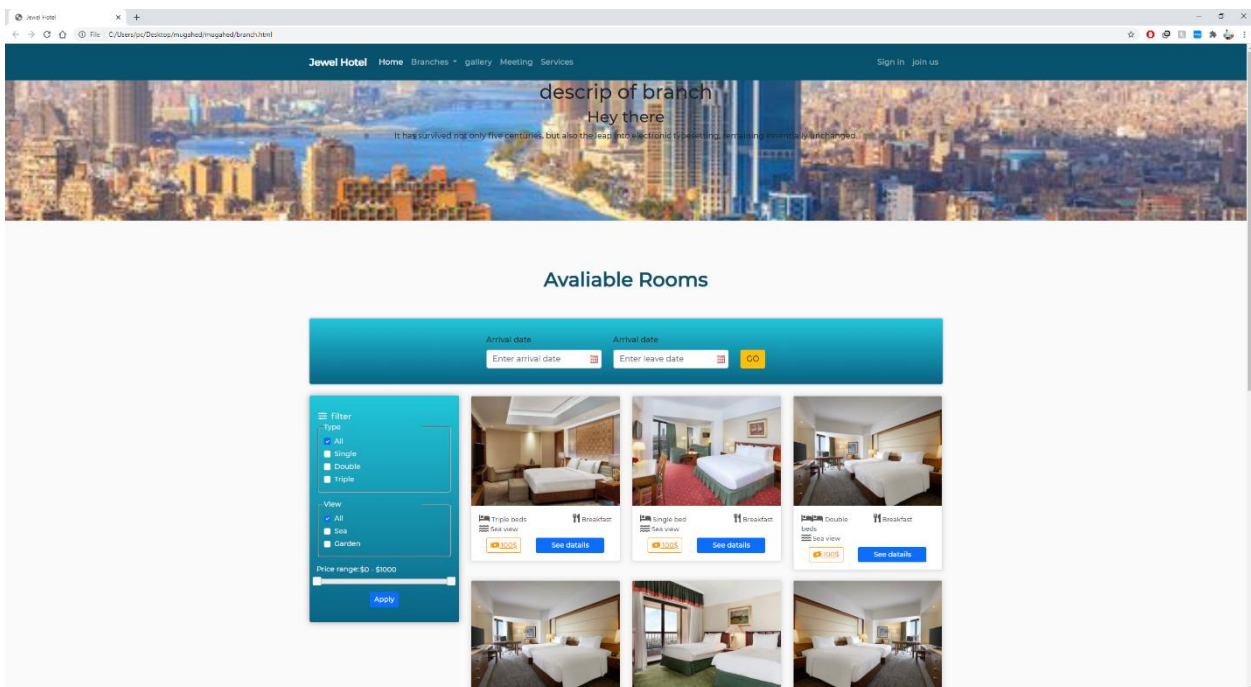 Jewel Hotel
File C:/Users/pc/Desktop/mugahed/mugahed/branch.html
Jewel Hotel Home Branches gallery Meeting Services Sign in join us
descrip of branch
Hey there
It has survived not only five centuries, but also the leap into electronic typesetting, remaining essentially unchanged.
Avaliable Rooms
Arrival date Arrival date
Enter arrival date Enter leave date GO
filter
Type
All
Single
Double
Triple
View
All
Sea
Garden
Price range:$0 - $1000
Apply
Triple beds Breakfast
Sea view
100$ See datails
Single bed Breakfast
Sea view
100$ See datails
Double Breakfast
beds
Sea view
100$ See datails